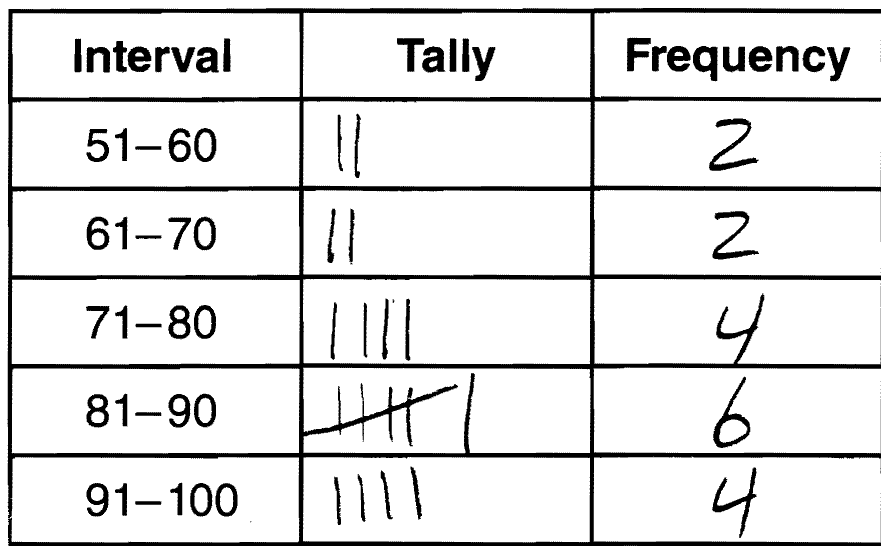 Interval Tally Frequency
51–60 || 2
61–70 || 2
71–80 |||| 4
81–90 |||| | 6
91–100 |||| 4